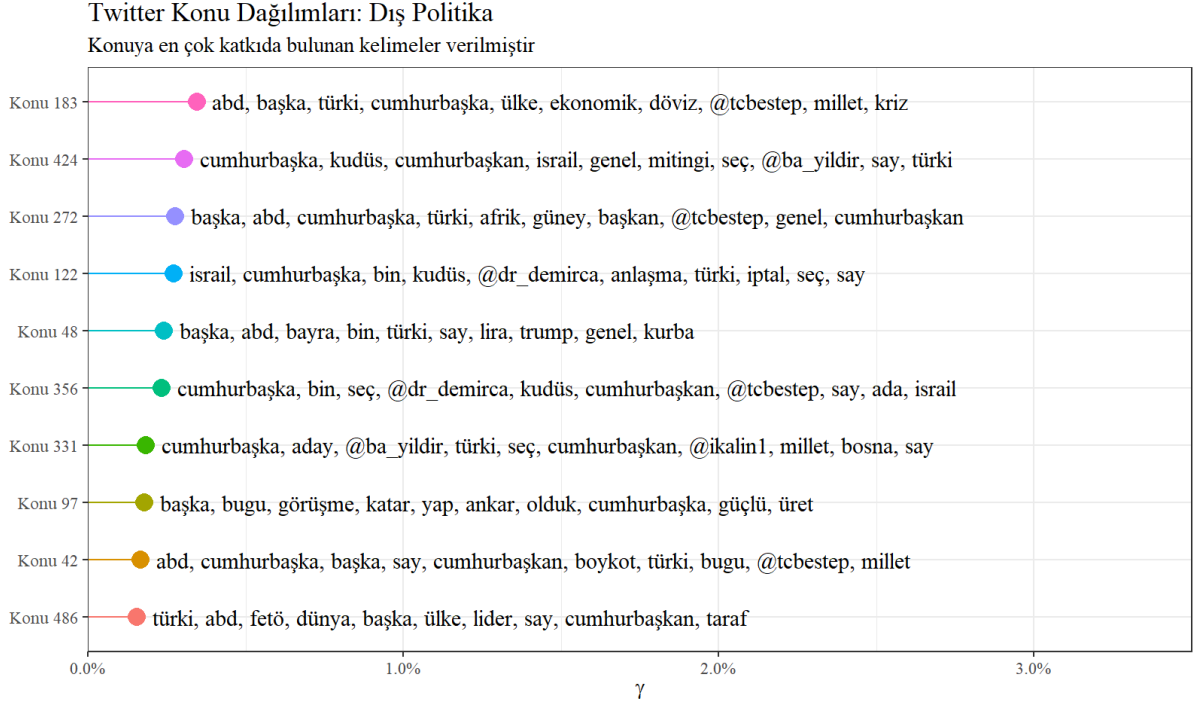 Twitter Konu Dağılımları: Dış Politika
Konuya en çok katkıda bulunan kelimeler verilmiştir
Konu 183 abd, başka, türki, cumhurbaşka, ülke, ekonomik, döviz, @tcbestep, millet, kriz
Konu 424 cumhurbaşka, kudüs, cumhurbaşkan, israil, genel, mitingi, seç, @ba_yildir, say, türki
Konu 272 başka, abd, cumhurbaşka, türki, afrik, güney, başkan, @tcbestep, genel, cumhurbaşkan
Konu 122 israil, cumhurbaşka, bin, kudüs, @dr_demirca, anlaşma, türki, iptal, seç, say
Konu 48 başka, abd, bayra, bin, türki, say, lira, trump, genel, kurba
Konu 356 cumhurbaşka, bin, seç, @dr_demirca, kudüs, cumhurbaşkan, @tcbestep, say, ada, israil
Konu 331 cumhurbaşka, aday, @ba_yildir, türki, seç, cumhurbaşkan, @ikalin1, millet, bosna, say
Konu 97 başka, bugu, görüşme, katar, yap, ankar, olduk, cumhurbaşka, güçlü, üret
Konu 42 abd, cumhurbaşka, başka, say, cumhurbaşkan, boykot, türki, bugu, @tcbestep, millet
Konu 486 türki, abd, fetö, dünya, başka, ülke, lider, say, cumhurbaşkan, taraf
0.0% 1.0% 2.0% 3.0%
γ